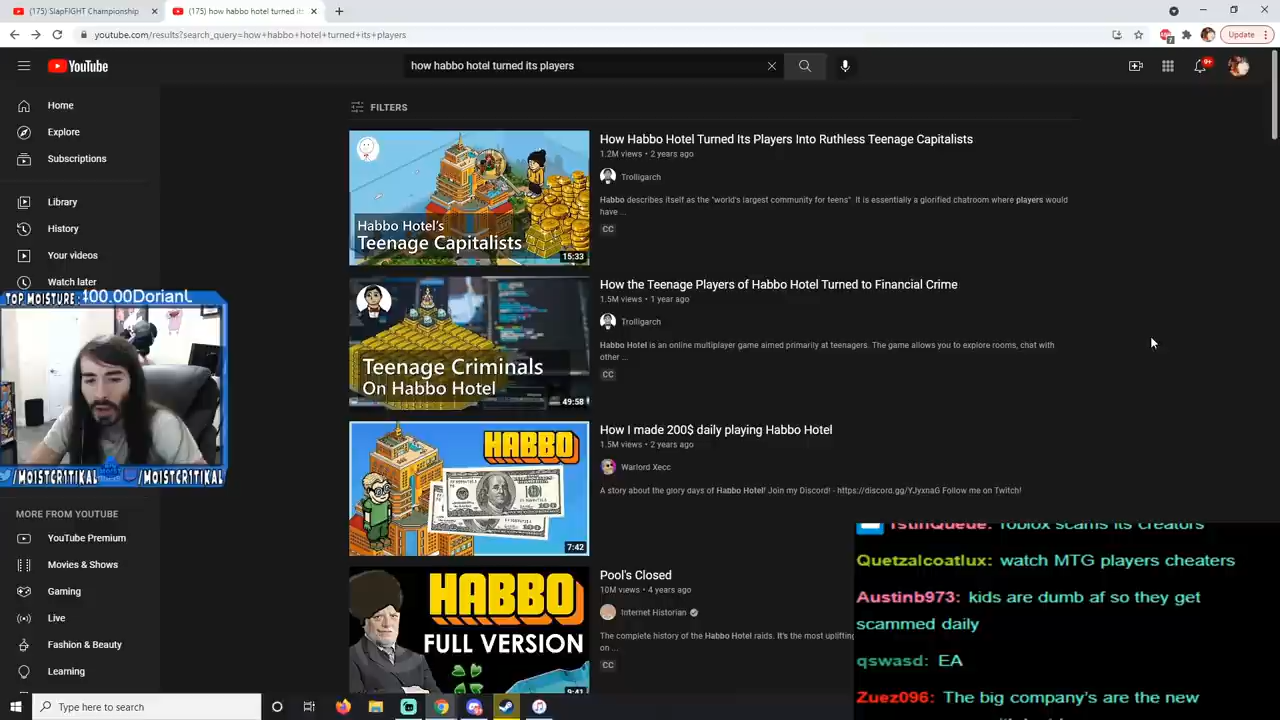 (175) SlapFIGHT Championship
(175) how habbo hotel turned its
youtube.com/results?search_query=how+habbo+hotel+turned+its+players
Update
YouTube
how habbo hotel turned its players
9+
Home
Explore
Subscriptions
Library
History
Your videos
Watch later
FILTERS
Habbo Hotel's
Teenage Capitalists
15:33
How Habbo Hotel Turned Its Players Into Ruthless Teenage Capitalists
1.2M views • 2 years ago
Trolligarch
Habbo describes itself as the "world's largest community for teens". It is essentially a glorified chatroom where players would
have ...
CC
Teenage Criminals
On Habbo Hotel
49:58
How the Teenage Players of Habbo Hotel Turned to Financial Crime
1.5M views • 1 year ago
Trolligarch
Habbo Hotel is an online multiplayer game aimed primarily at teenagers. The game allows you to explore rooms, chat with
other ...
CC
HABBO
100
7:42
How I made 200$ daily playing Habbo Hotel
1.5M views • 2 years ago
Warlord Xecc
A story about the glory days of Habbo Hotel! Join my Discord! - https://discord.gg/YJyxnaG Follow me on Twitch!
HABBO
FULL VERSION
9:41
Pool's Closed
10M views • 4 years ago
Internet Historian
The complete history of the Habbo Hotel raids. It's the most uplifting
on ...
CC
TOP MOISTURE :
400.00Dorian
/MOISTCR1TIKAL
/MOISTCR1TIKAL
MORE FROM YOUTUBE
YouTube Premium
Movies & Shows
Gaming
Live
Fashion & Beauty
Learning
roblox scams its creators
Quetzalcoatlux: watch MTG players cheaters
Austinb973: kids are dumb af so they get
scammed daily
qswasd: EA
Zuez096: The big company's are the new
Type here to search